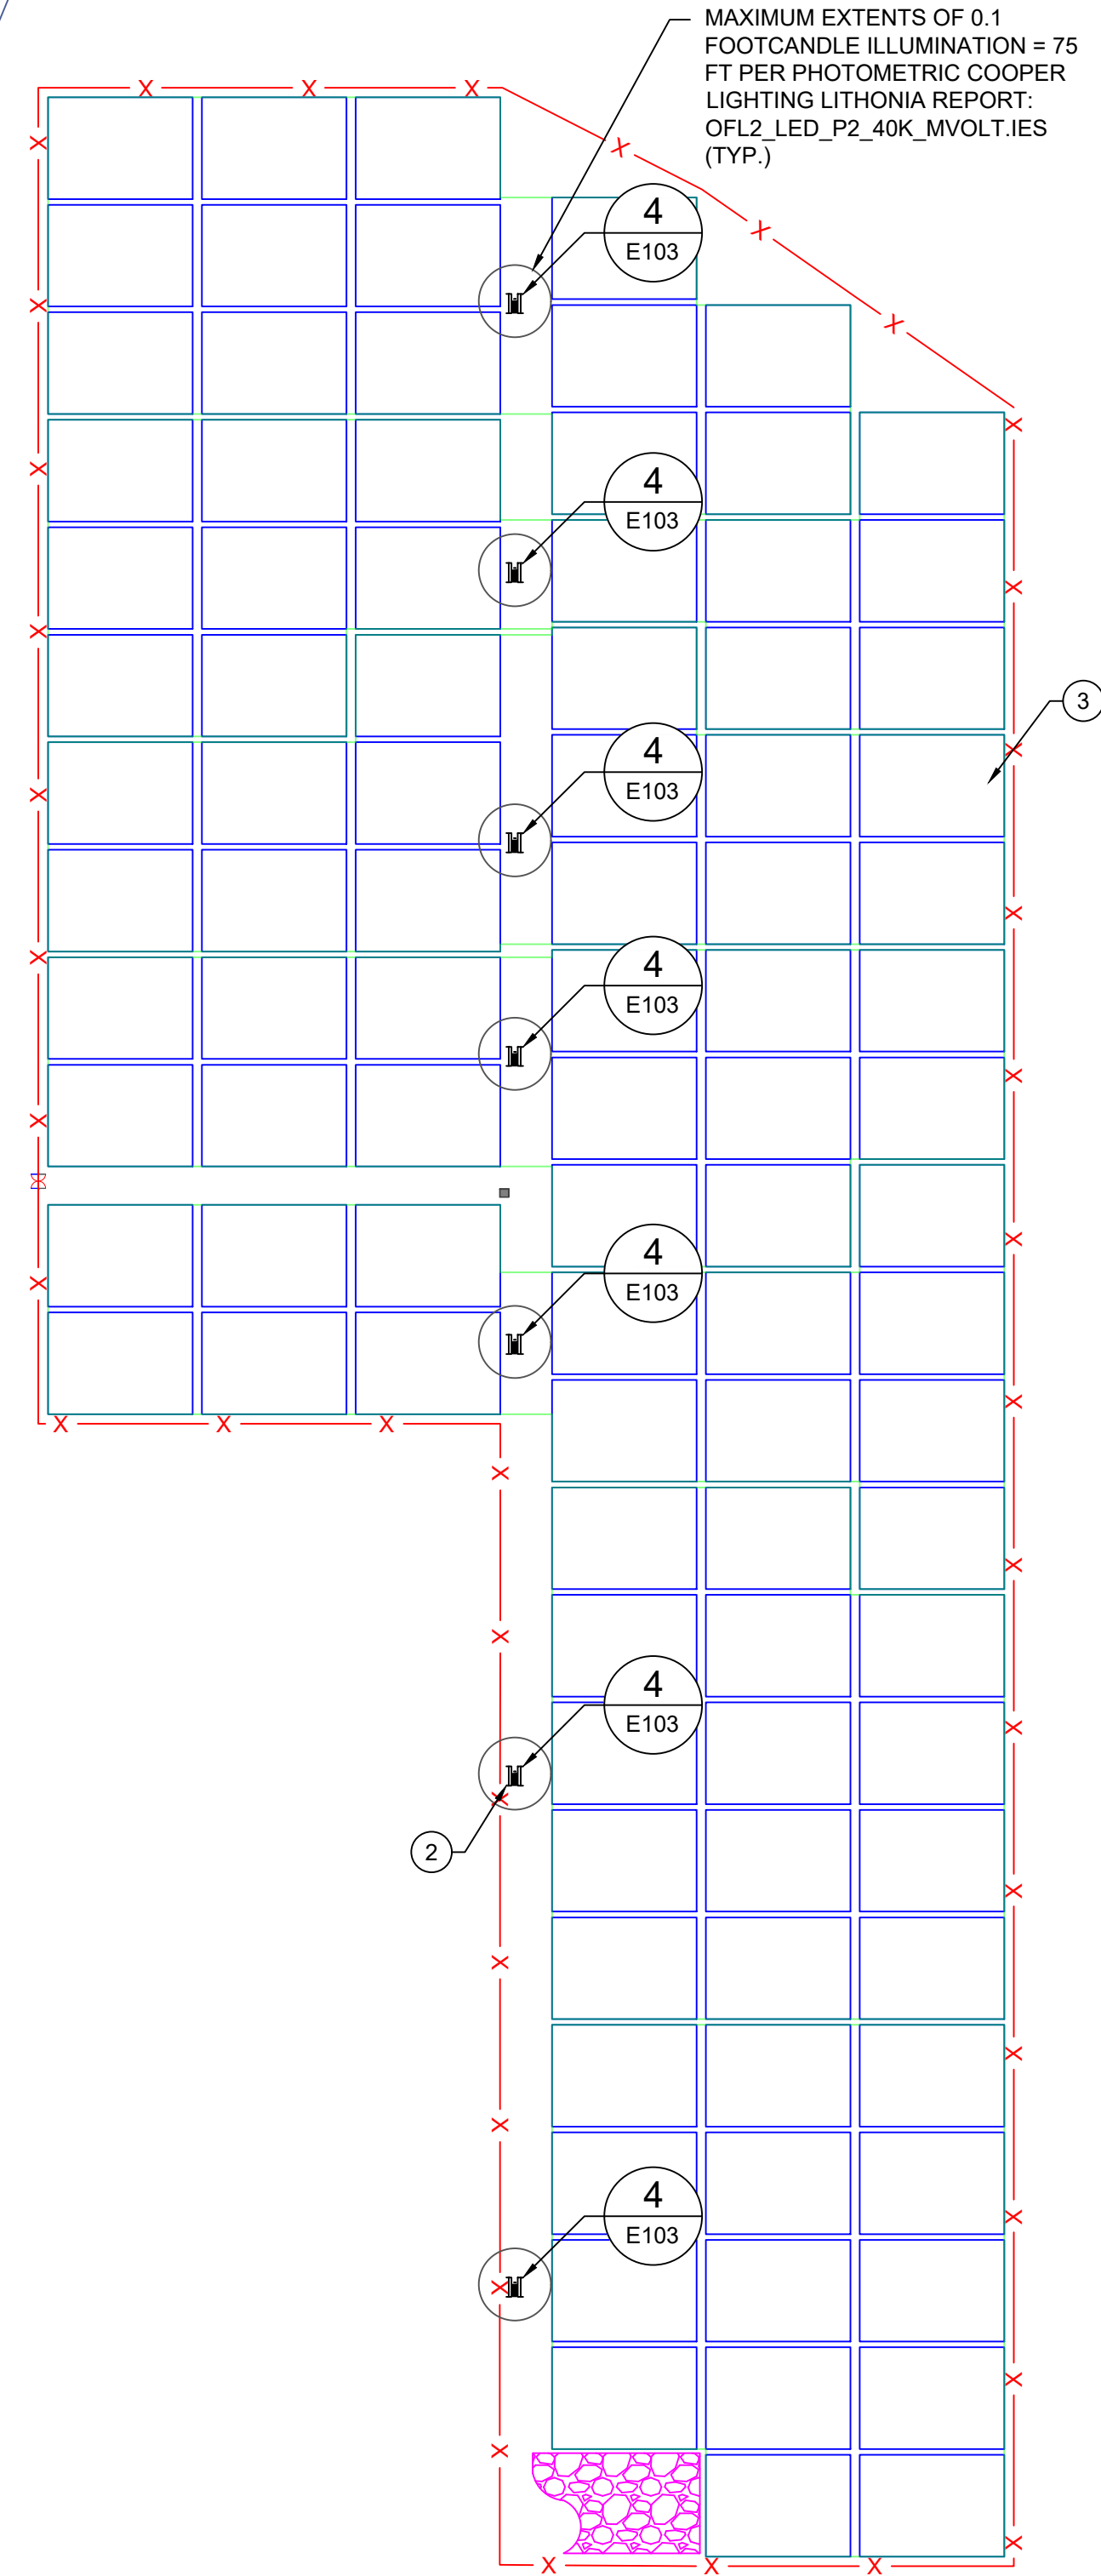 MAXIMUM EXTENTS OF 0.1
FOOTCANDLE ILLUMINATION = 75
FT PER PHOTOMETRIC COOPER
LIGHTING LITHONIA REPORT:
OFL2_LED_P2_40K_MVOLT.IES
(TYP.)
4
E103
4
E103
3
4
E103
4
E103
4
E103
4
E103
2
4
E103